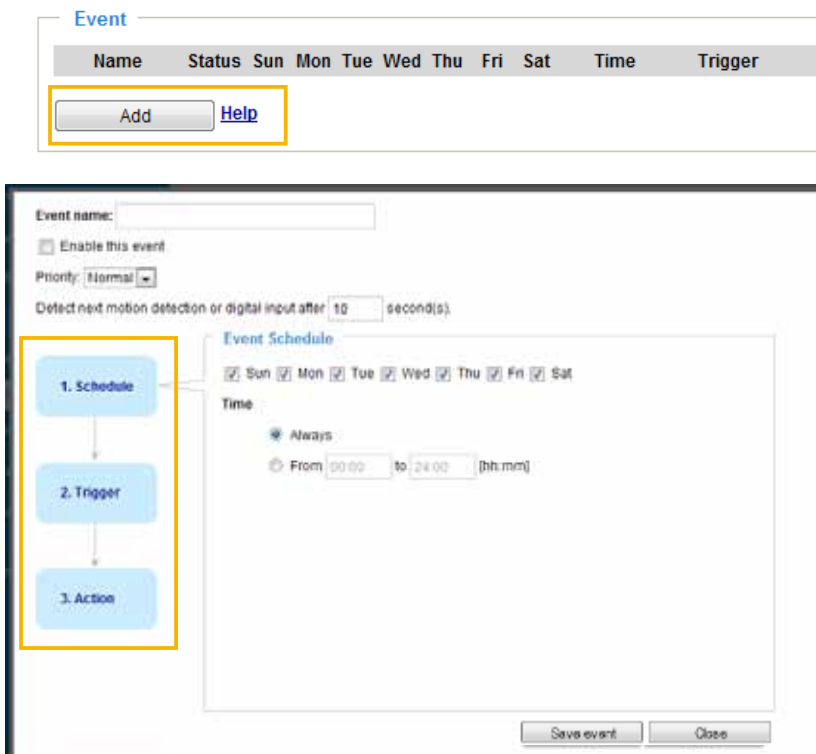 Event
Name Status Sun Mon Tue Wed Thu Fri Sat Time Trigger
Add Help
Event name:
Enable this event
Priority: Normal
Detect next motion detection or digital input after 10 second(s).
Event Schedule
1. Schedule
Sun Mon Tue Wed Thu Fri Sat
Time
Always
From 00:00 to 24:00 [hh:mm]
2. Trigger
3. Action
Save event Close